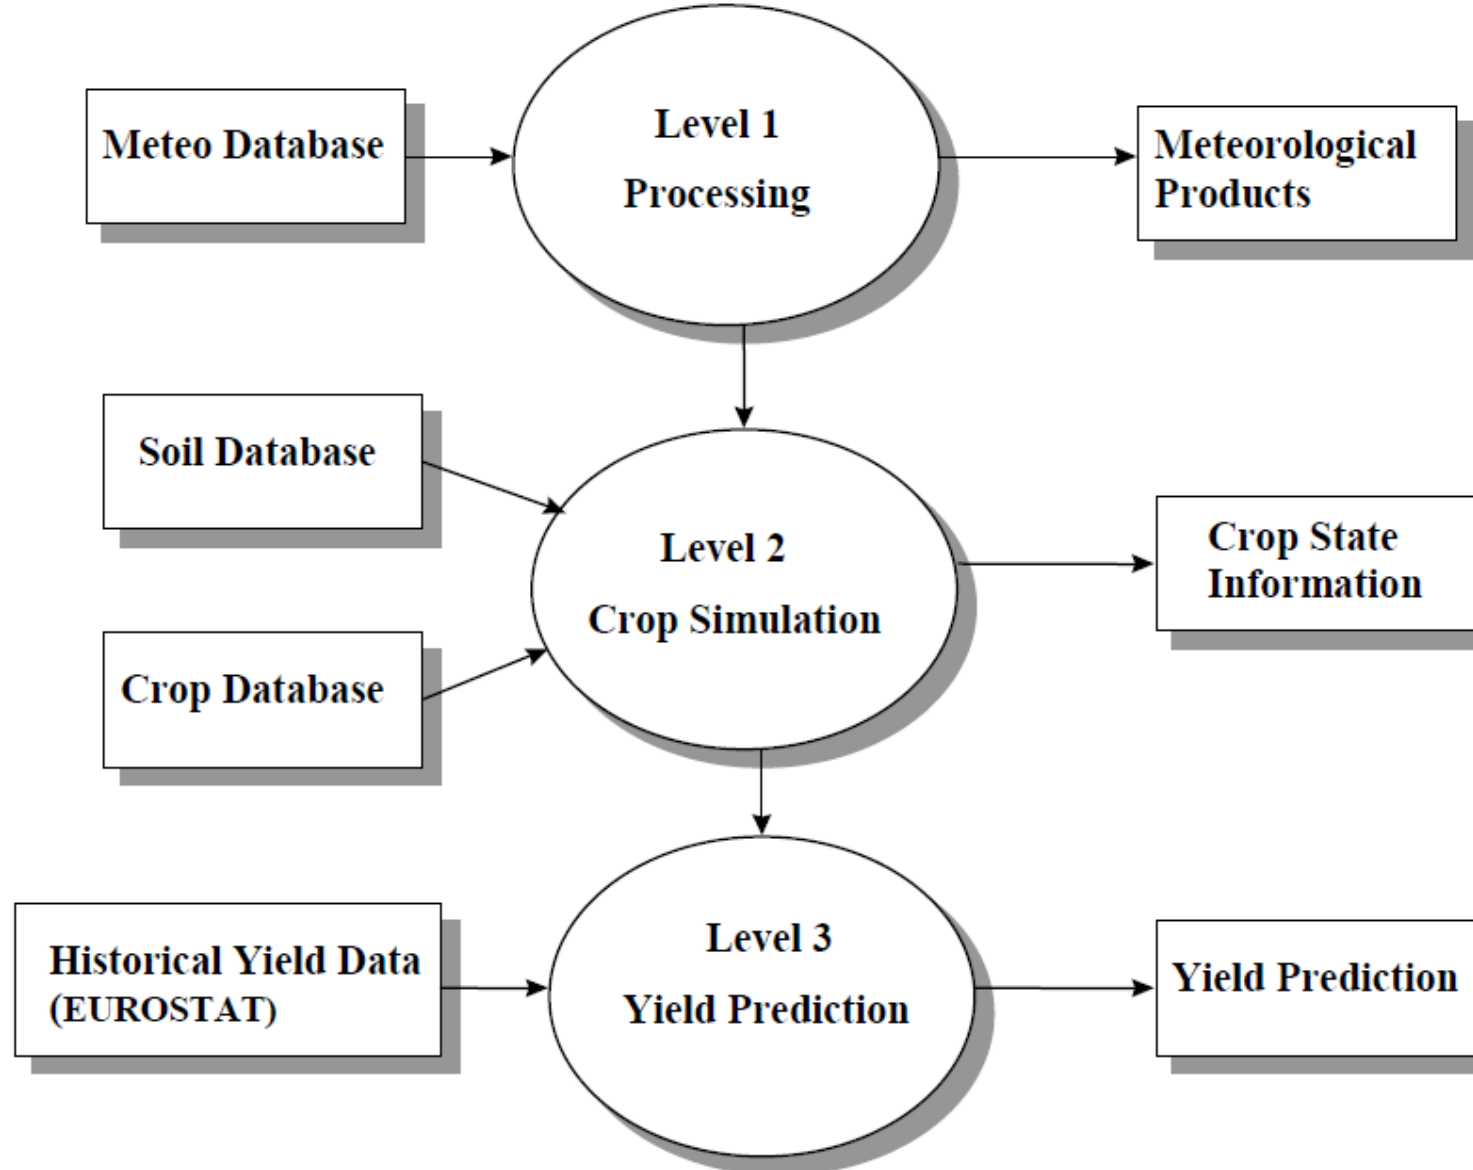 Meteo Database
Level 1
Processing
Meteorological
Products
Soil Database
Crop Database
Level 2
Crop Simulation
Crop State
Information
Historical Yield Data
(EUROSTAT)
Level 3
Yield Prediction
Yield Prediction